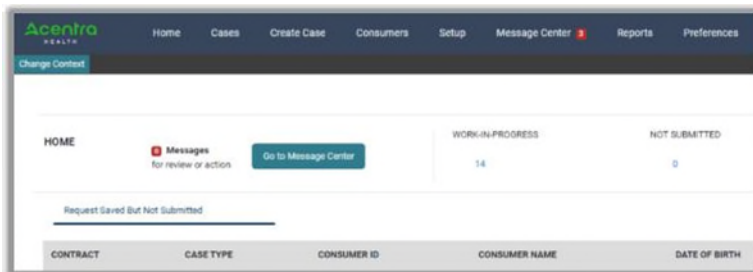 Acentra
HEALTH
Home Cases Create Case Consumers Setup Message Center 3 Reports Preferences
Change Context
HOME
0 Messages
for review or action
Go to Message Center
WORK-IN-PROGRESS
14
NOT SUBMITTED
0
Request Saved But Not Submitted
CONTRACT CASE TYPE CONSUMER ID CONSUMER NAME DATE OF BIRTH